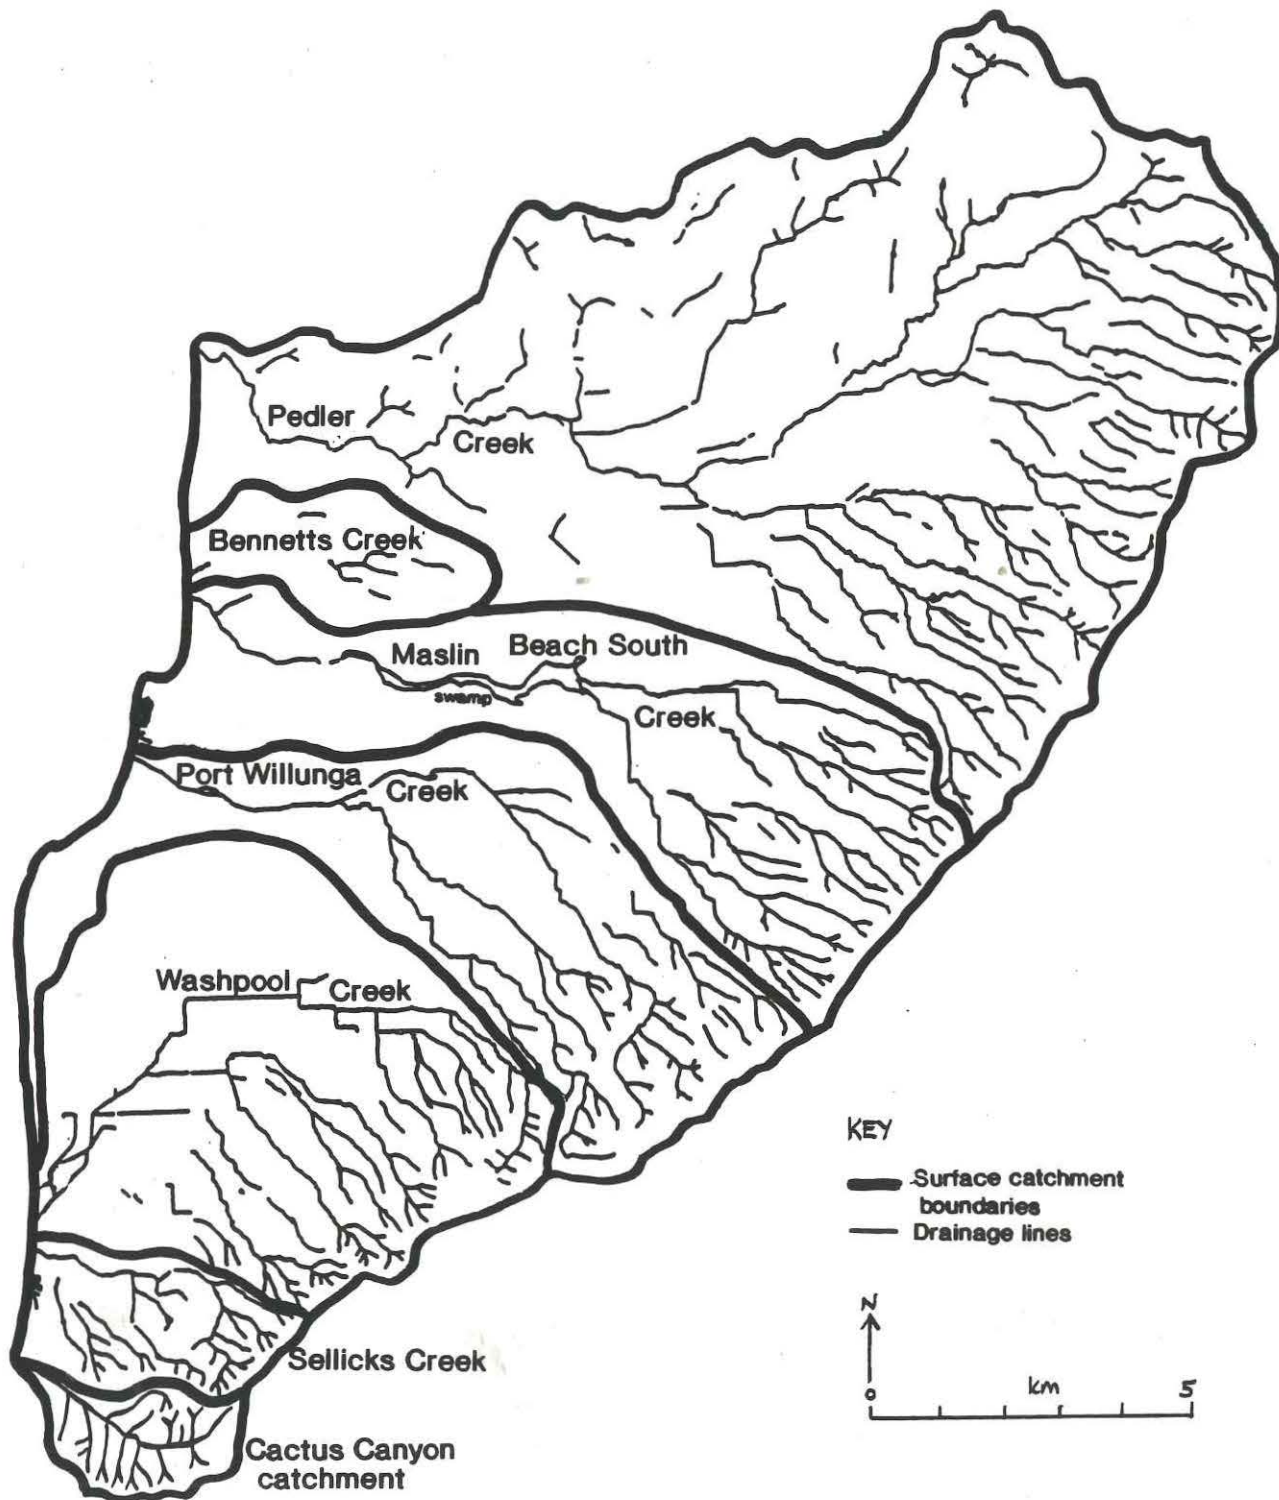 Pedler
Creek
Bennetts Creek
Maslin
Beach South
swamp
Creek
Port Willunga
Creek
Washpool
Creek
KEY
Surface catchment
boundaries
Drainage lines
N
Sellicks Creek
0 km 5
Cactus Canyon
catchment